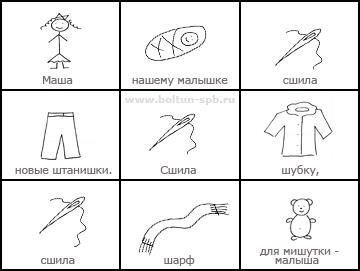 Маша
нашему малышке
сшила
www.boltun-spb.ru
новые штанишки.
Сшила
шубку,
сшила
шарф
для мишутки -
малыша